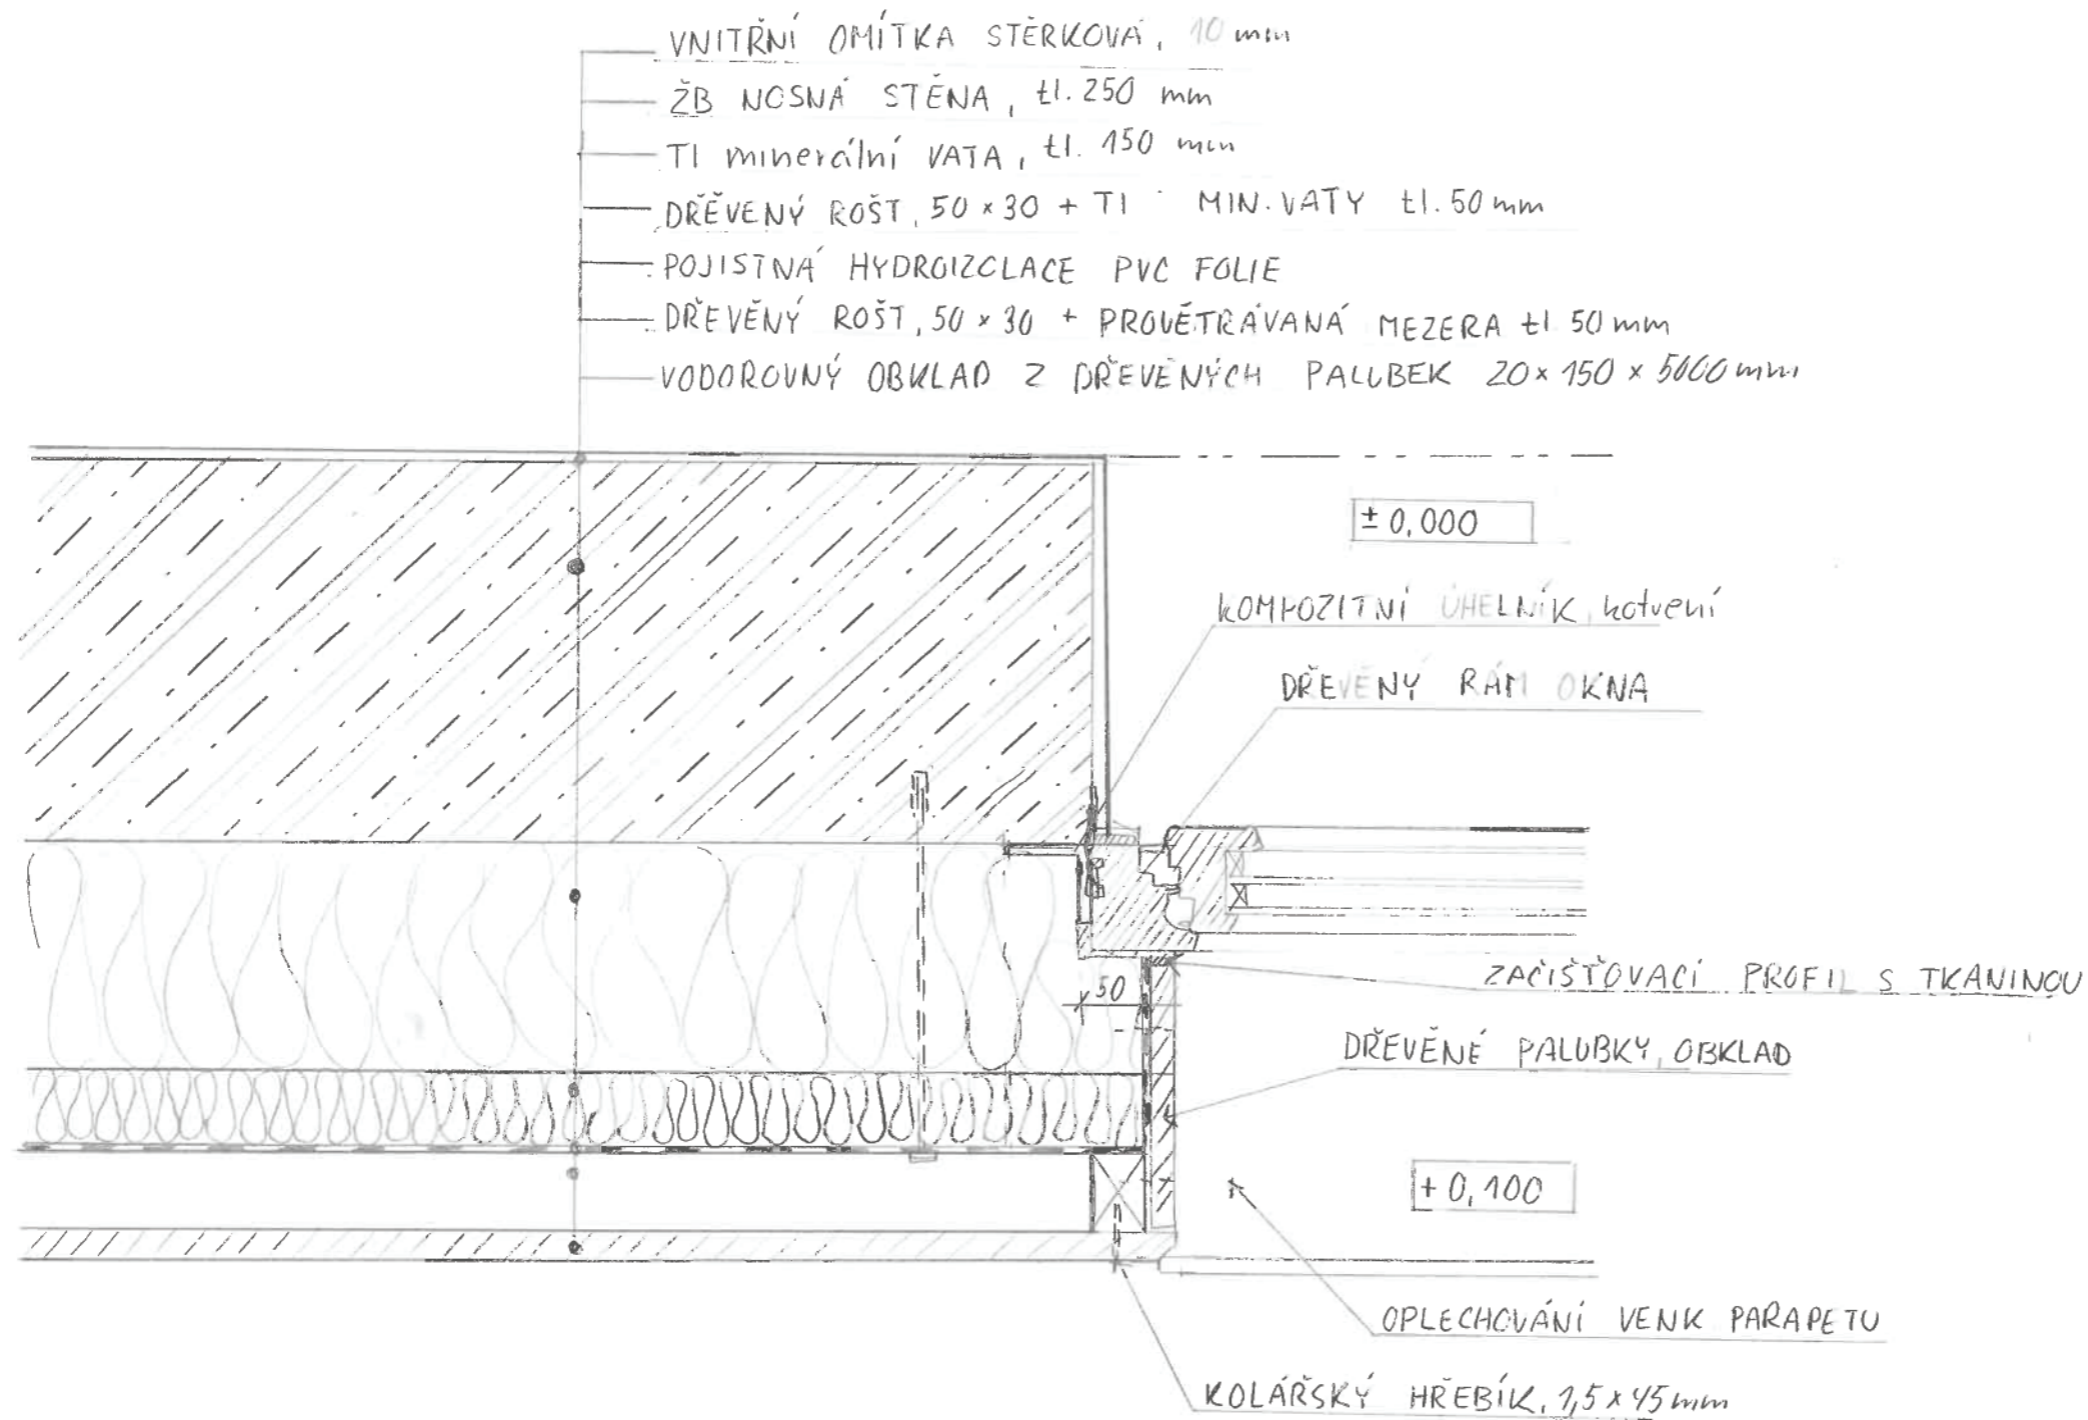 VNITŘNÍ OMÍTKA STĚRKOVÁ, 10 mm
ŽB NOSNÁ STĚNA, tl. 250 mm
TI minerální VATA, tl. 150 mm
DŘĚVENÝ ROŠT, 50 × 30 + TI MIN. VATY tl. 50 mm
POJISTNÁ HYDROIZOLACE PVC FOLIE
DŘEVĚNÝ ROŠT, 50 × 30 + PROVĚTRÁVANÁ MEZERA tl. 50 mm
VODOROVNÝ OBKLAD Z DŘEVĚNÝCH PALUBEK 20 × 150 × 5000 mm
± 0,000
KOMPOZITNÍ ÚHELNÍK, kotvení
DŘEVĚNÝ RÁM OKNA
ZAČIŠŤOVACÍ PROFIL S TKANINOU
50
DŘEVĚNÉ PALUBKY, OBKLAD
+ 0,100
OPLECHOVÁNÍ VENK PARAPETU
KOLÁŘSKÝ HŘEBÍK, 1,5 × 45 mm